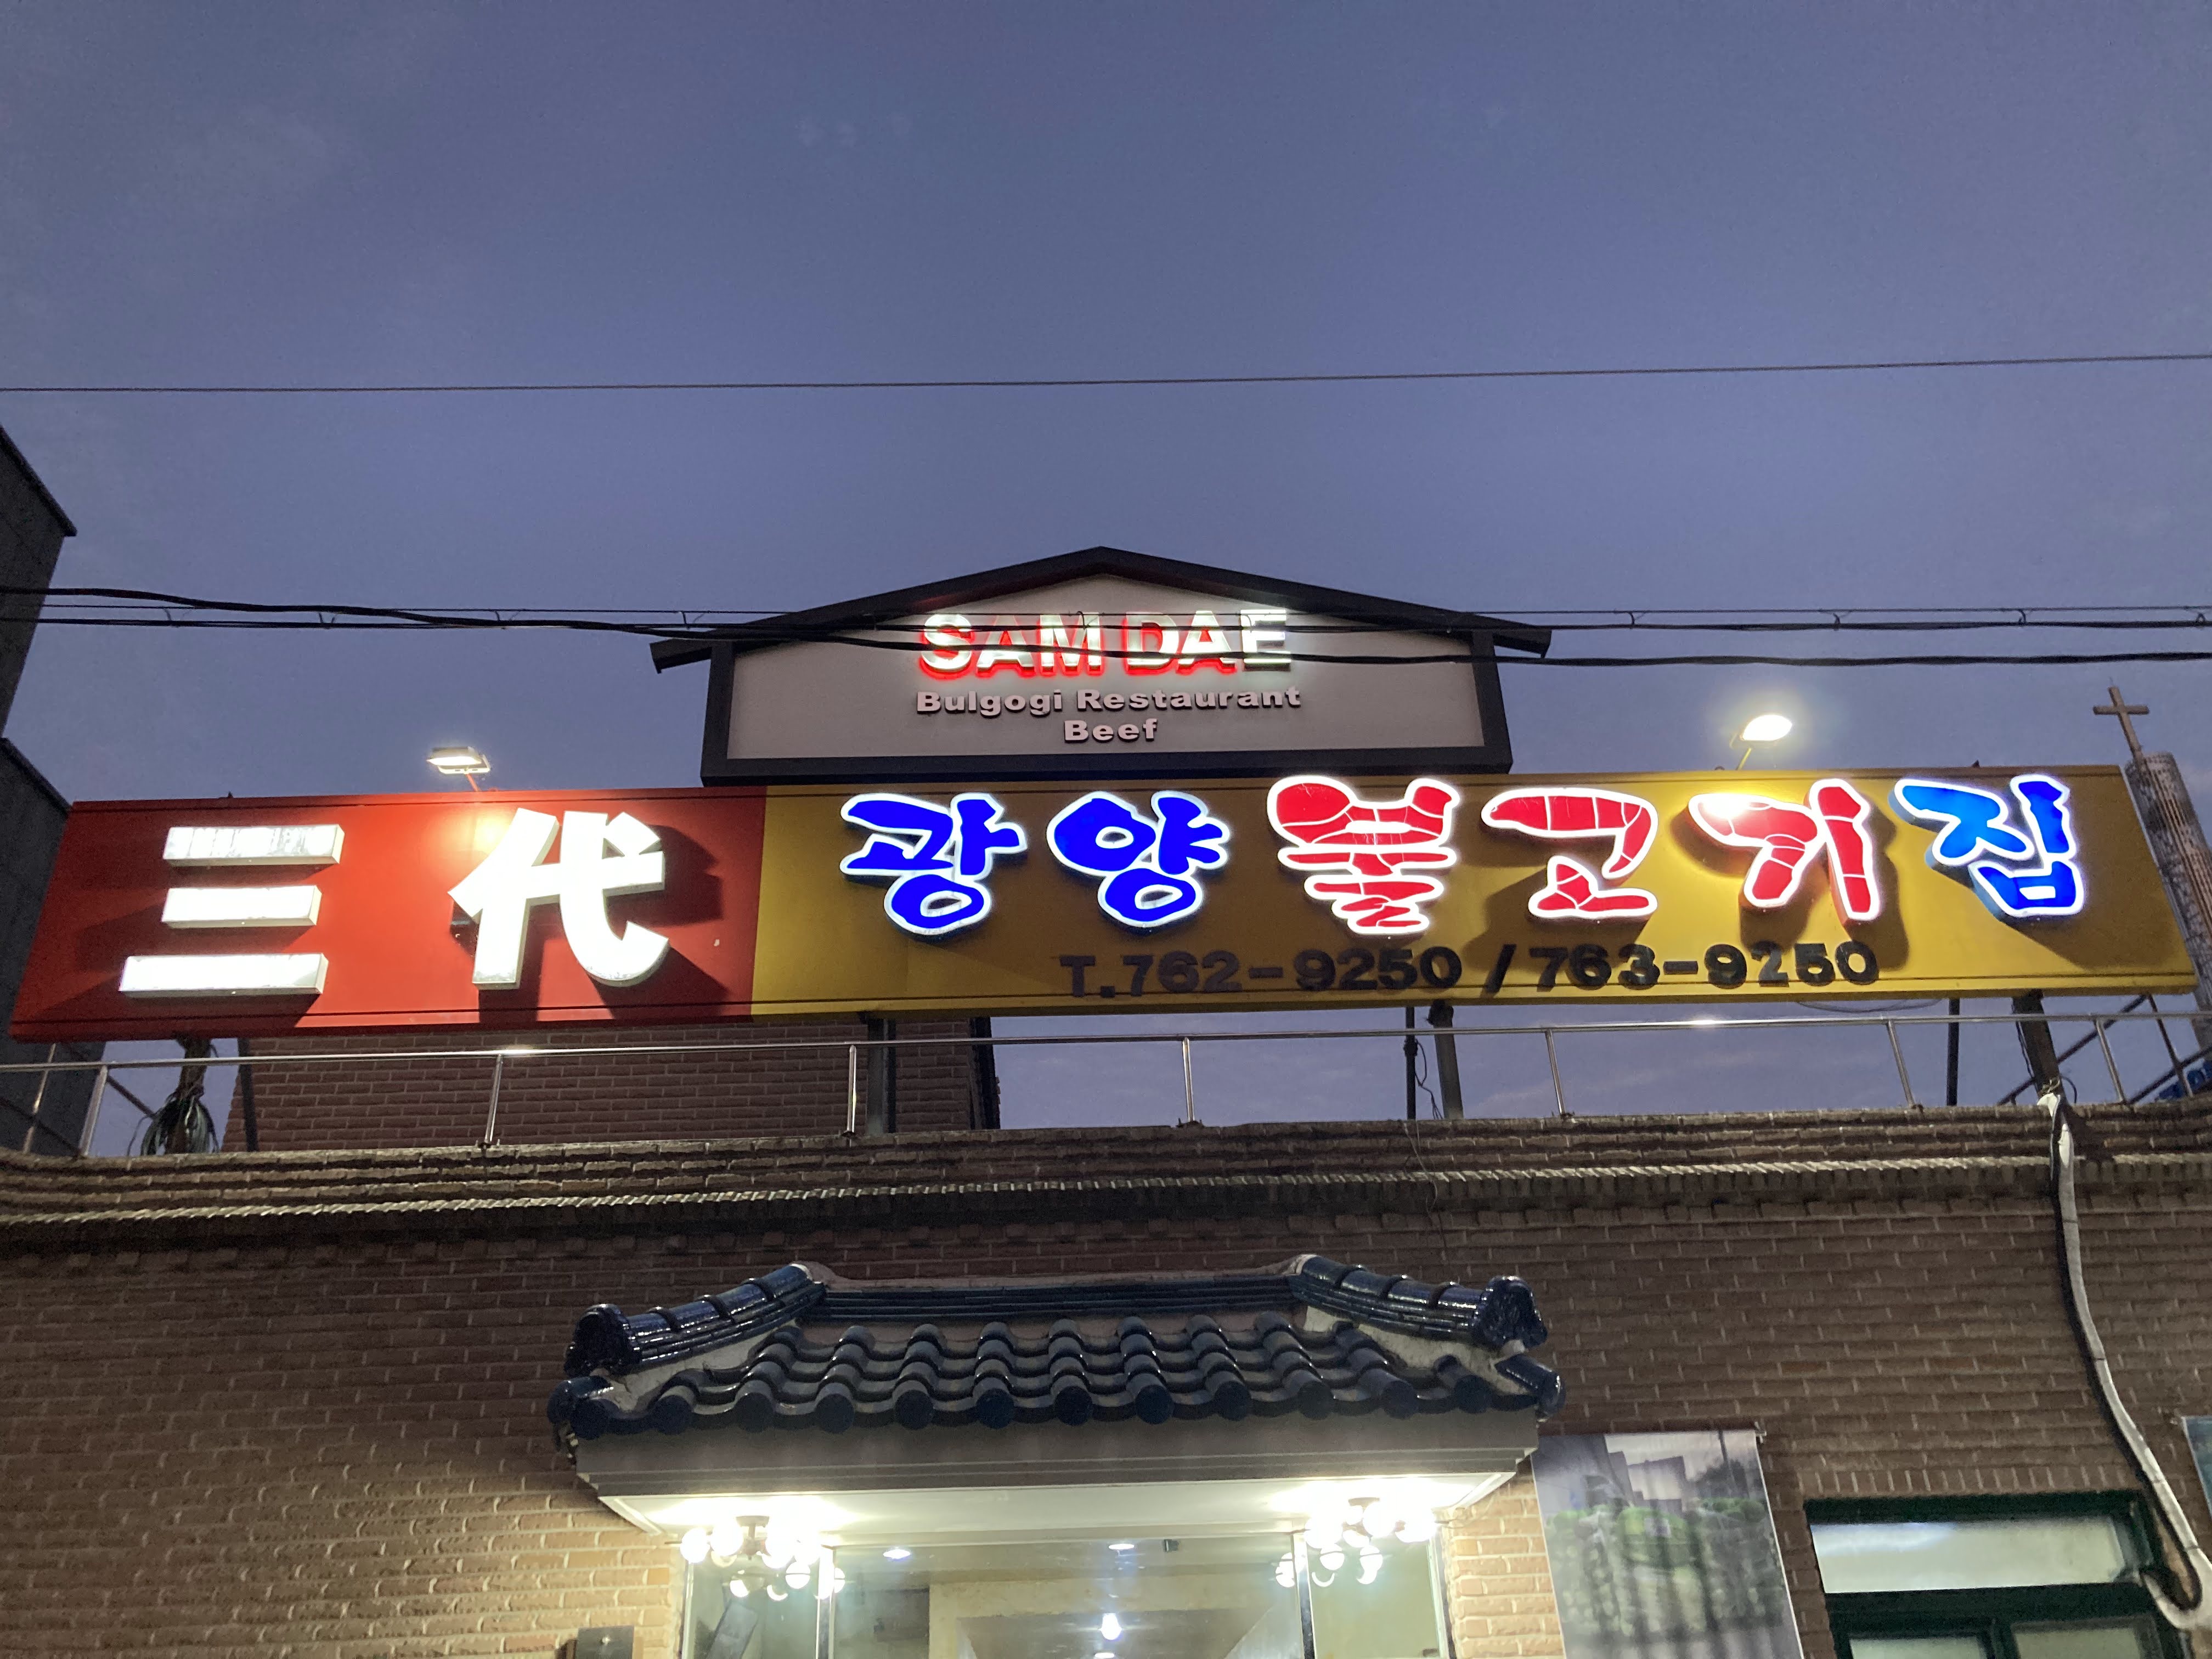 SAM DAE
Bulgogi Restaurant
Beef
三代 광양불고기집
T.762-9250 / 763-9250